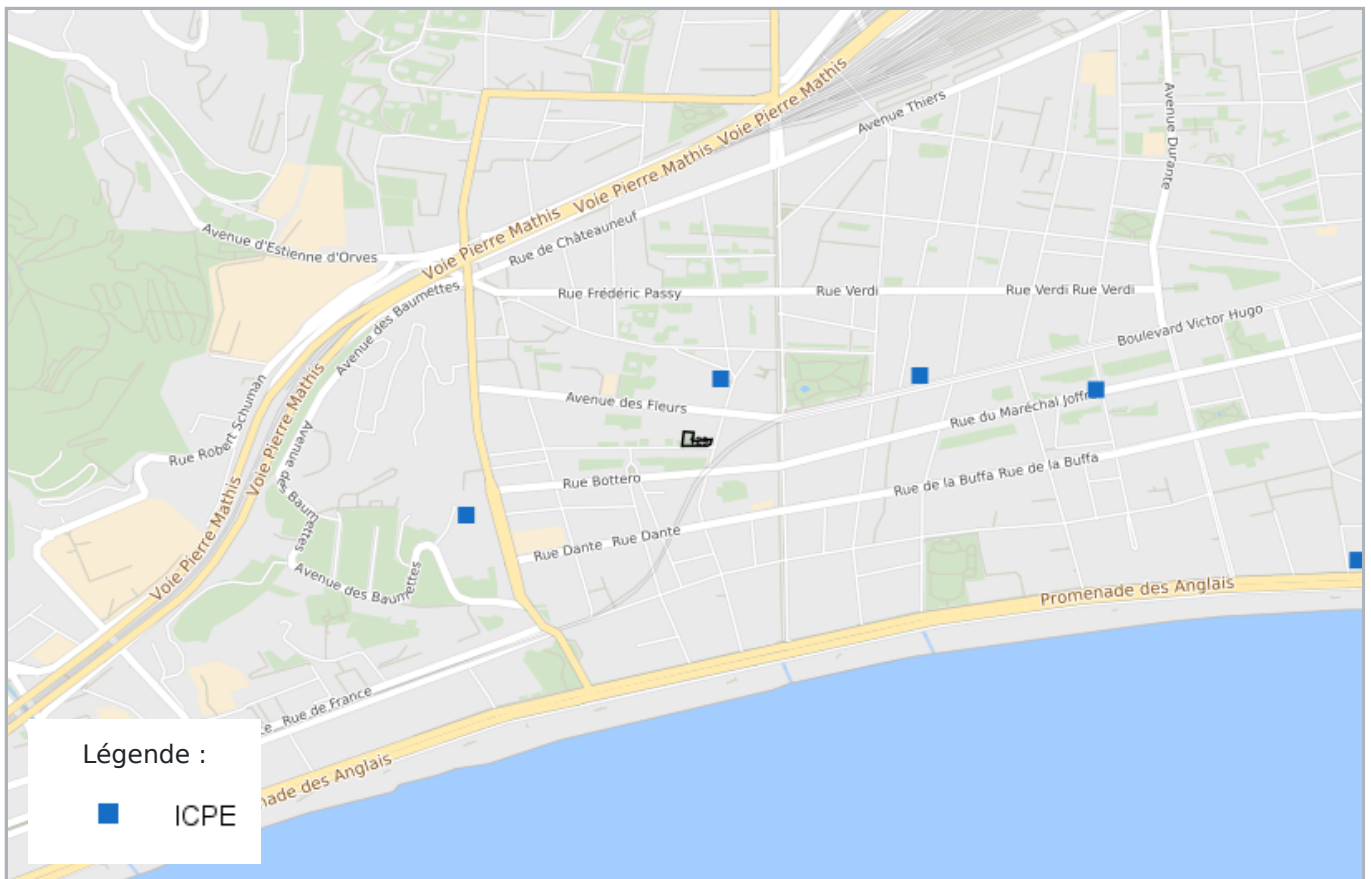 Voie Pierre Mathis
Avenue Thiers
Avenue Durante
Voie Pierre Mathis
Rue de Châteauneuf
Avenue d'Estienne d'Orves
Voie Pierre Mathis
Avenue des Baumettes
Rue Frédéric Passy
Rue Verdi
Rue Verdi Rue Verdi
Boulevard Victor Hugo
Rue Robert Schuman
Voie Pierre Mathis
Avenue des Fleurs
Rue du Maréchal Joffre
Avenue des Baumettes
Rue Bottero
Rue de la Buffa Rue de la Buffa
Voie Pierre Mathis
Rue Dante Rue Dante
Avenue des Baumettes
Promenade des Anglais
Rue de France
nade des Anglais
Légende :
ICPE